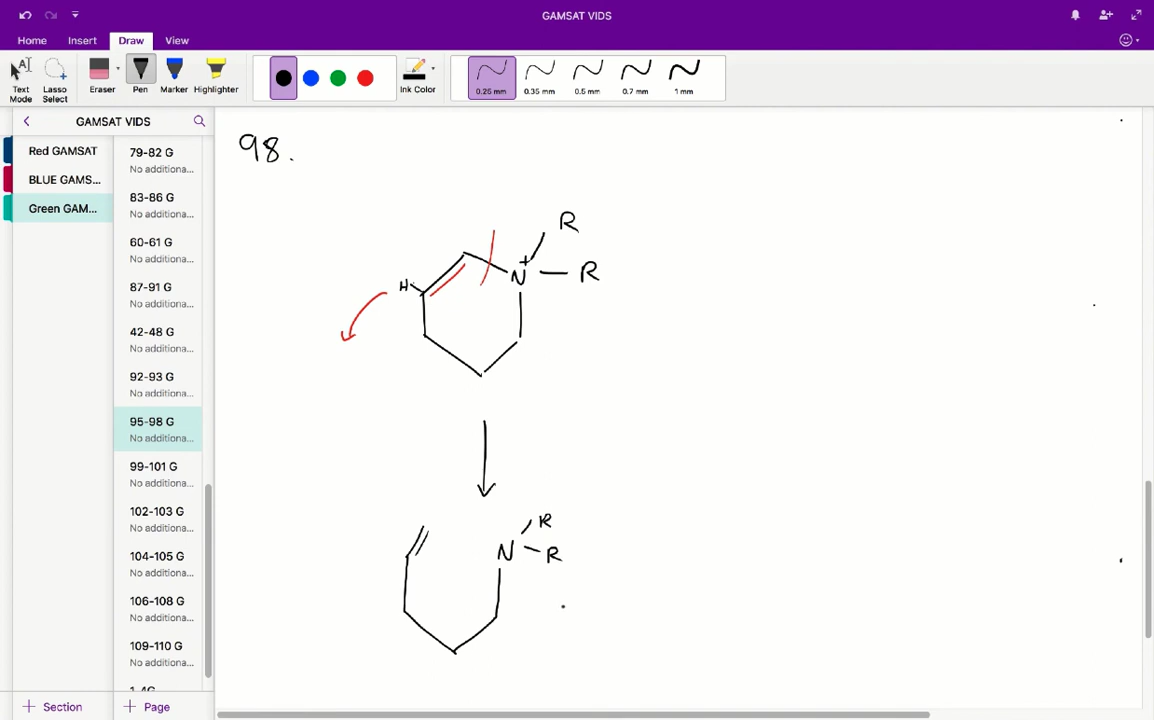 GAMSAT VIDS
Home Insert Draw View
Text Mode
Lasso Select
Eraser
Pen
Marker
Highlighter
Ink Color
0.25 mm
0.35 mm
0.5 mm
0.7 mm
1 mm
GAMSAT VIDS
Red GAMSAT
BLUE GAMS...
Green GAM...
79-82 G
No additiona...
83-86 G
No additiona...
60-61 G
No additiona...
87-91 G
No additiona...
42-48 G
No additiona...
92-93 G
No additiona...
95-98 G
No additiona...
99-101 G
No additiona...
102-103 G
No additiona...
104-105 G
No additiona...
106-108 G
No additiona...
109-110 G
No additiona...
+ Section
+ Page
98.
R
H
N+
R
R
N
R